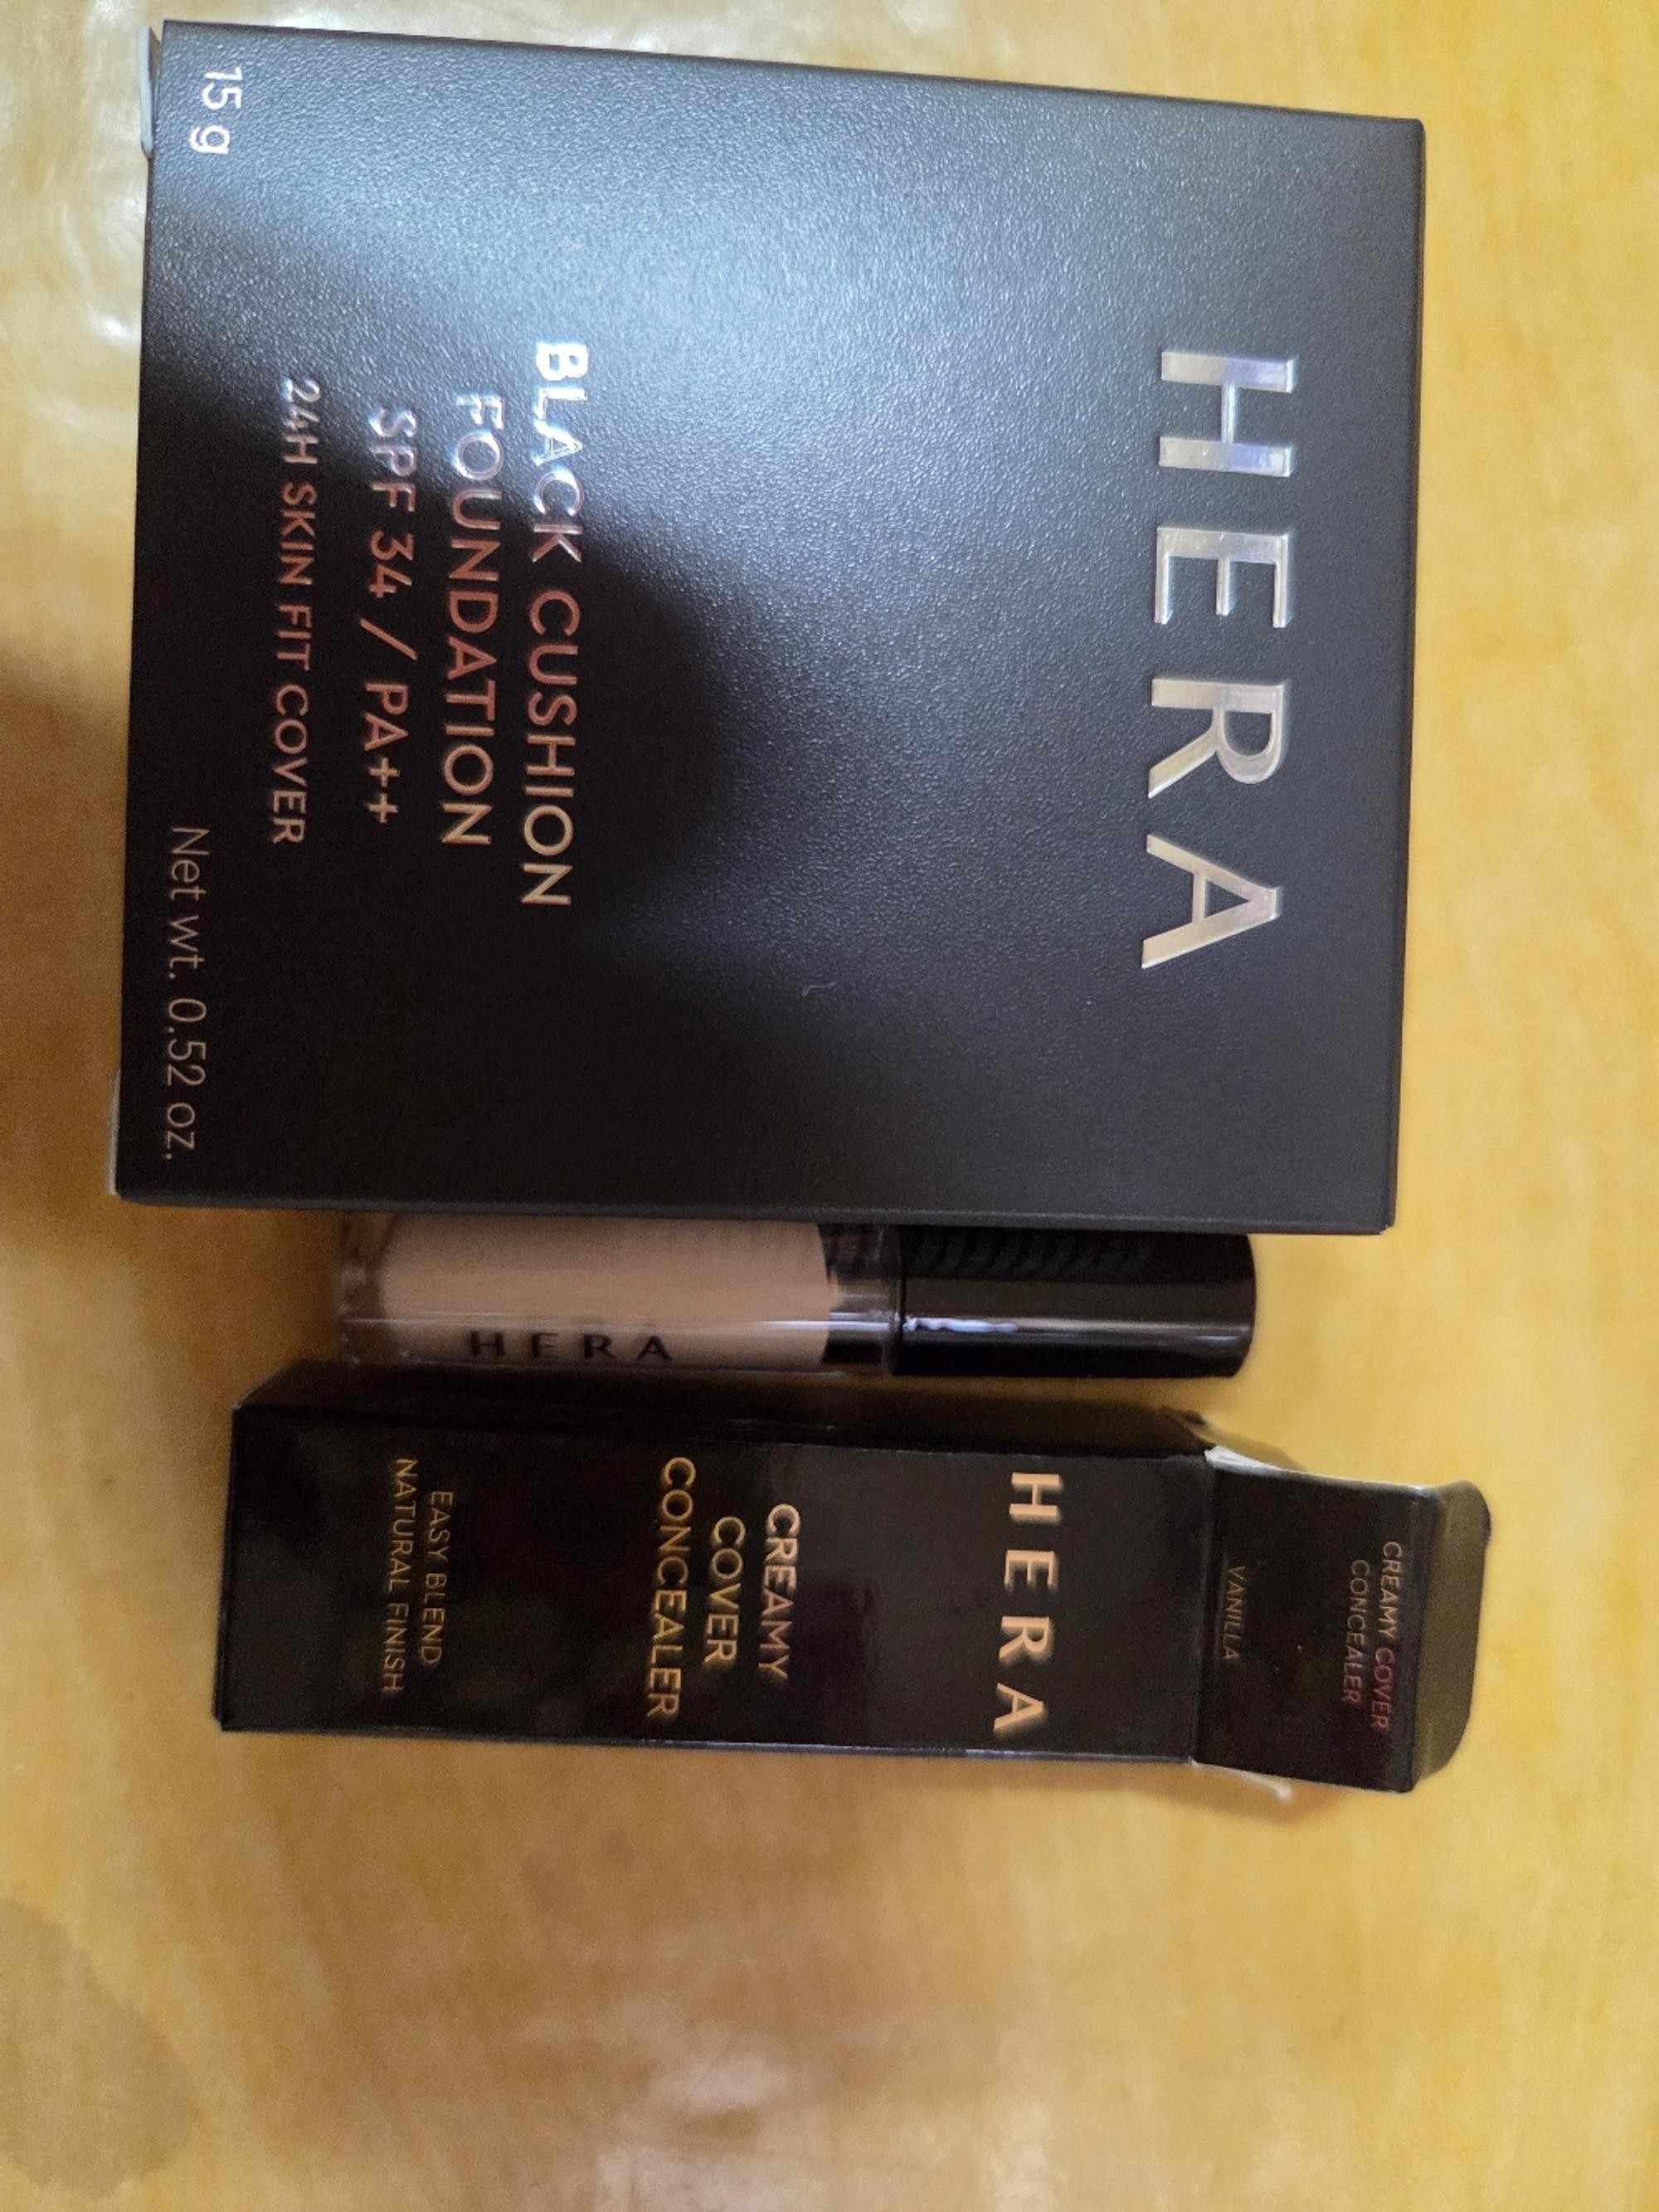 HERA
BLACK CUSHION
FOUNDATION
SPF 34 / PA++
24H SKIN FIT COVER
15 g
Net wt. 0.52 oz.
HERA
CREAMY COVER
CONCEALER
VANILLA
HERA
CREAMY
COVER
CONCEALER
EASY BLEND
NATURAL FINISH